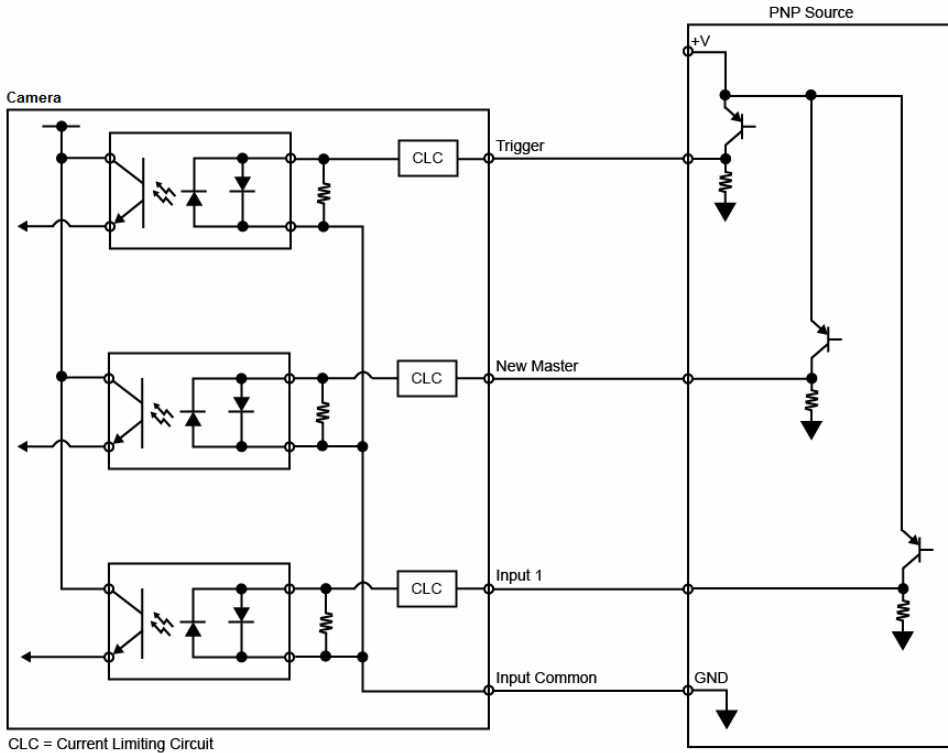 PNP Source
+V
Camera
CLC
Trigger
CLC
New Master
CLC
Input 1
Input Common
GND
CLC = Current Limiting Circuit